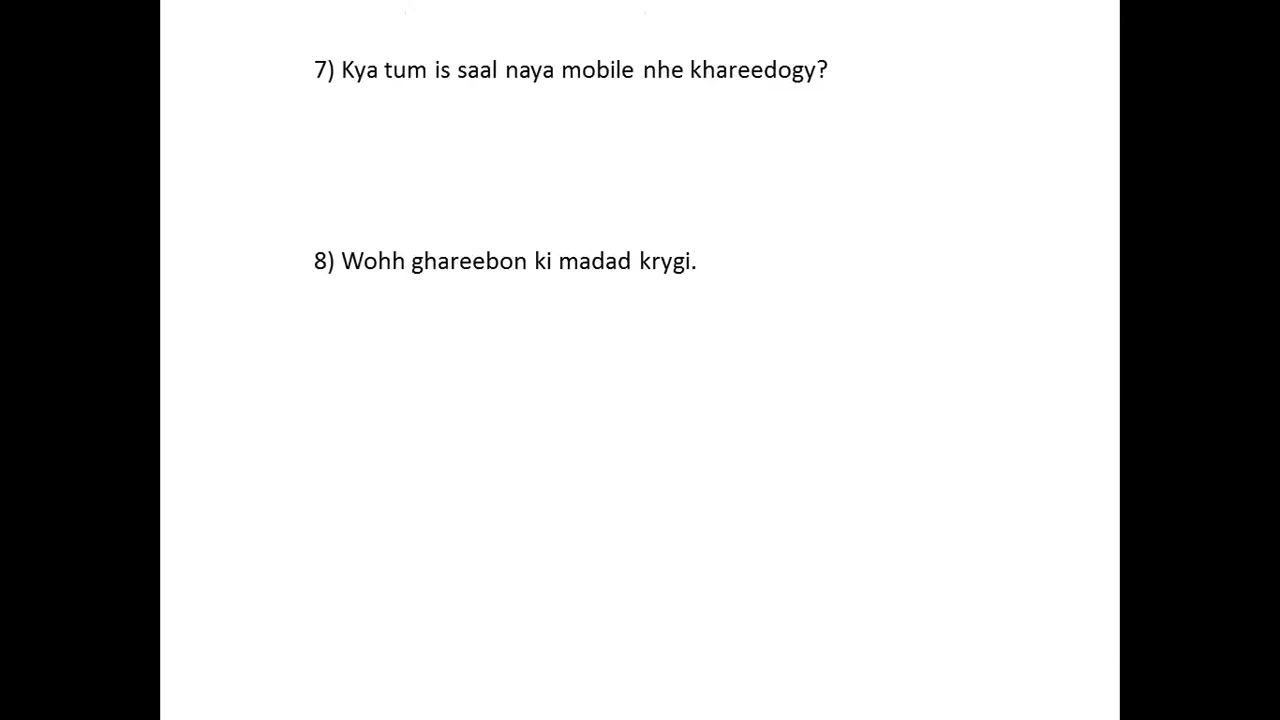 7) Kya tum is saal naya mobile nhe khareedogy?
8) Wohh ghareebon ki madad krygi.